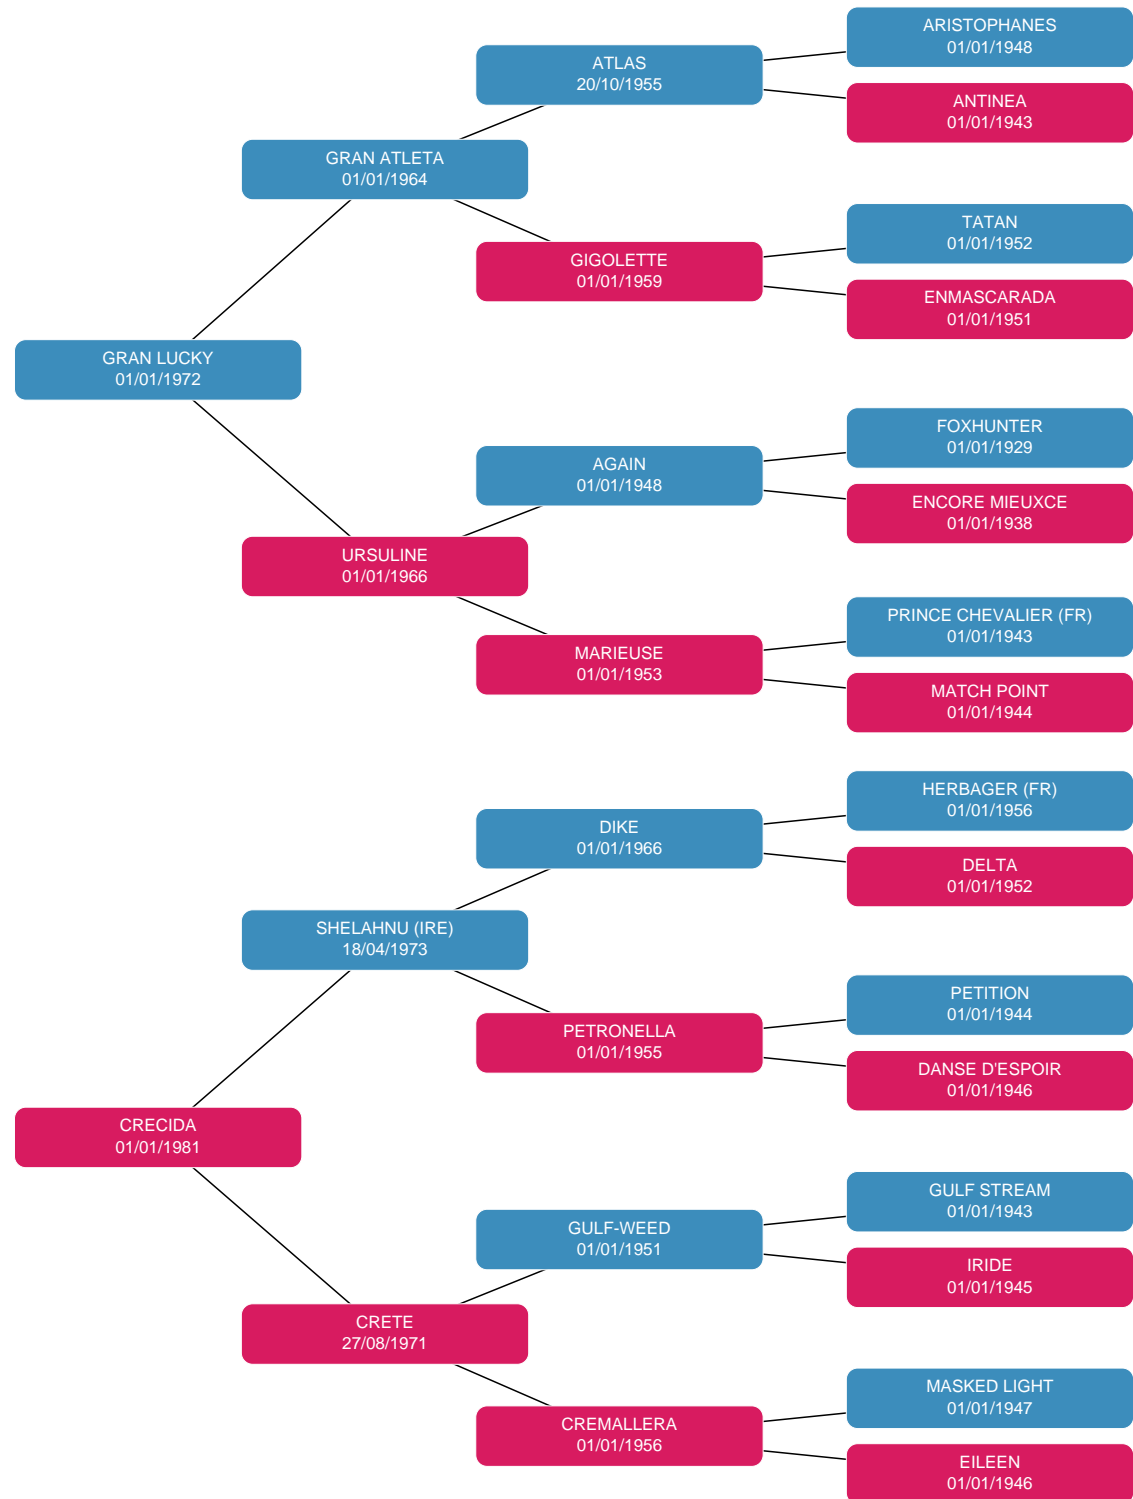 ARISTOPHANES
01/01/1948
ATLAS
20/10/1955
ANTINEA
01/01/1943
GRAN ATLETA
01/01/1964
TATAN
01/01/1952
GIGOLETTE
01/01/1959
ENMASCARADA
01/01/1951
GRAN LUCKY
01/01/1972
FOXHUNTER
01/01/1929
AGAIN
01/01/1948
ENCORE MIEUXCE
01/01/1938
URSULINE
01/01/1966
PRINCE CHEVALIER (FR)
01/01/1943
MARIEUSE
01/01/1953
MATCH POINT
01/01/1944
HERBAGER (FR)
01/01/1956
DIKE
01/01/1966
DELTA
01/01/1952
SHELAHNU (IRE)
18/04/1973
PETITION
01/01/1944
PETRONELLA
01/01/1955
DANSE D'ESPOIR
01/01/1946
CRECIDA
01/01/1981
GULF STREAM
01/01/1943
GULF-WEED
01/01/1951
IRIDE
01/01/1945
CRETE
27/08/1971
MASKED LIGHT
01/01/1947
CREMALLERA
01/01/1956
EILEEN
01/01/1946